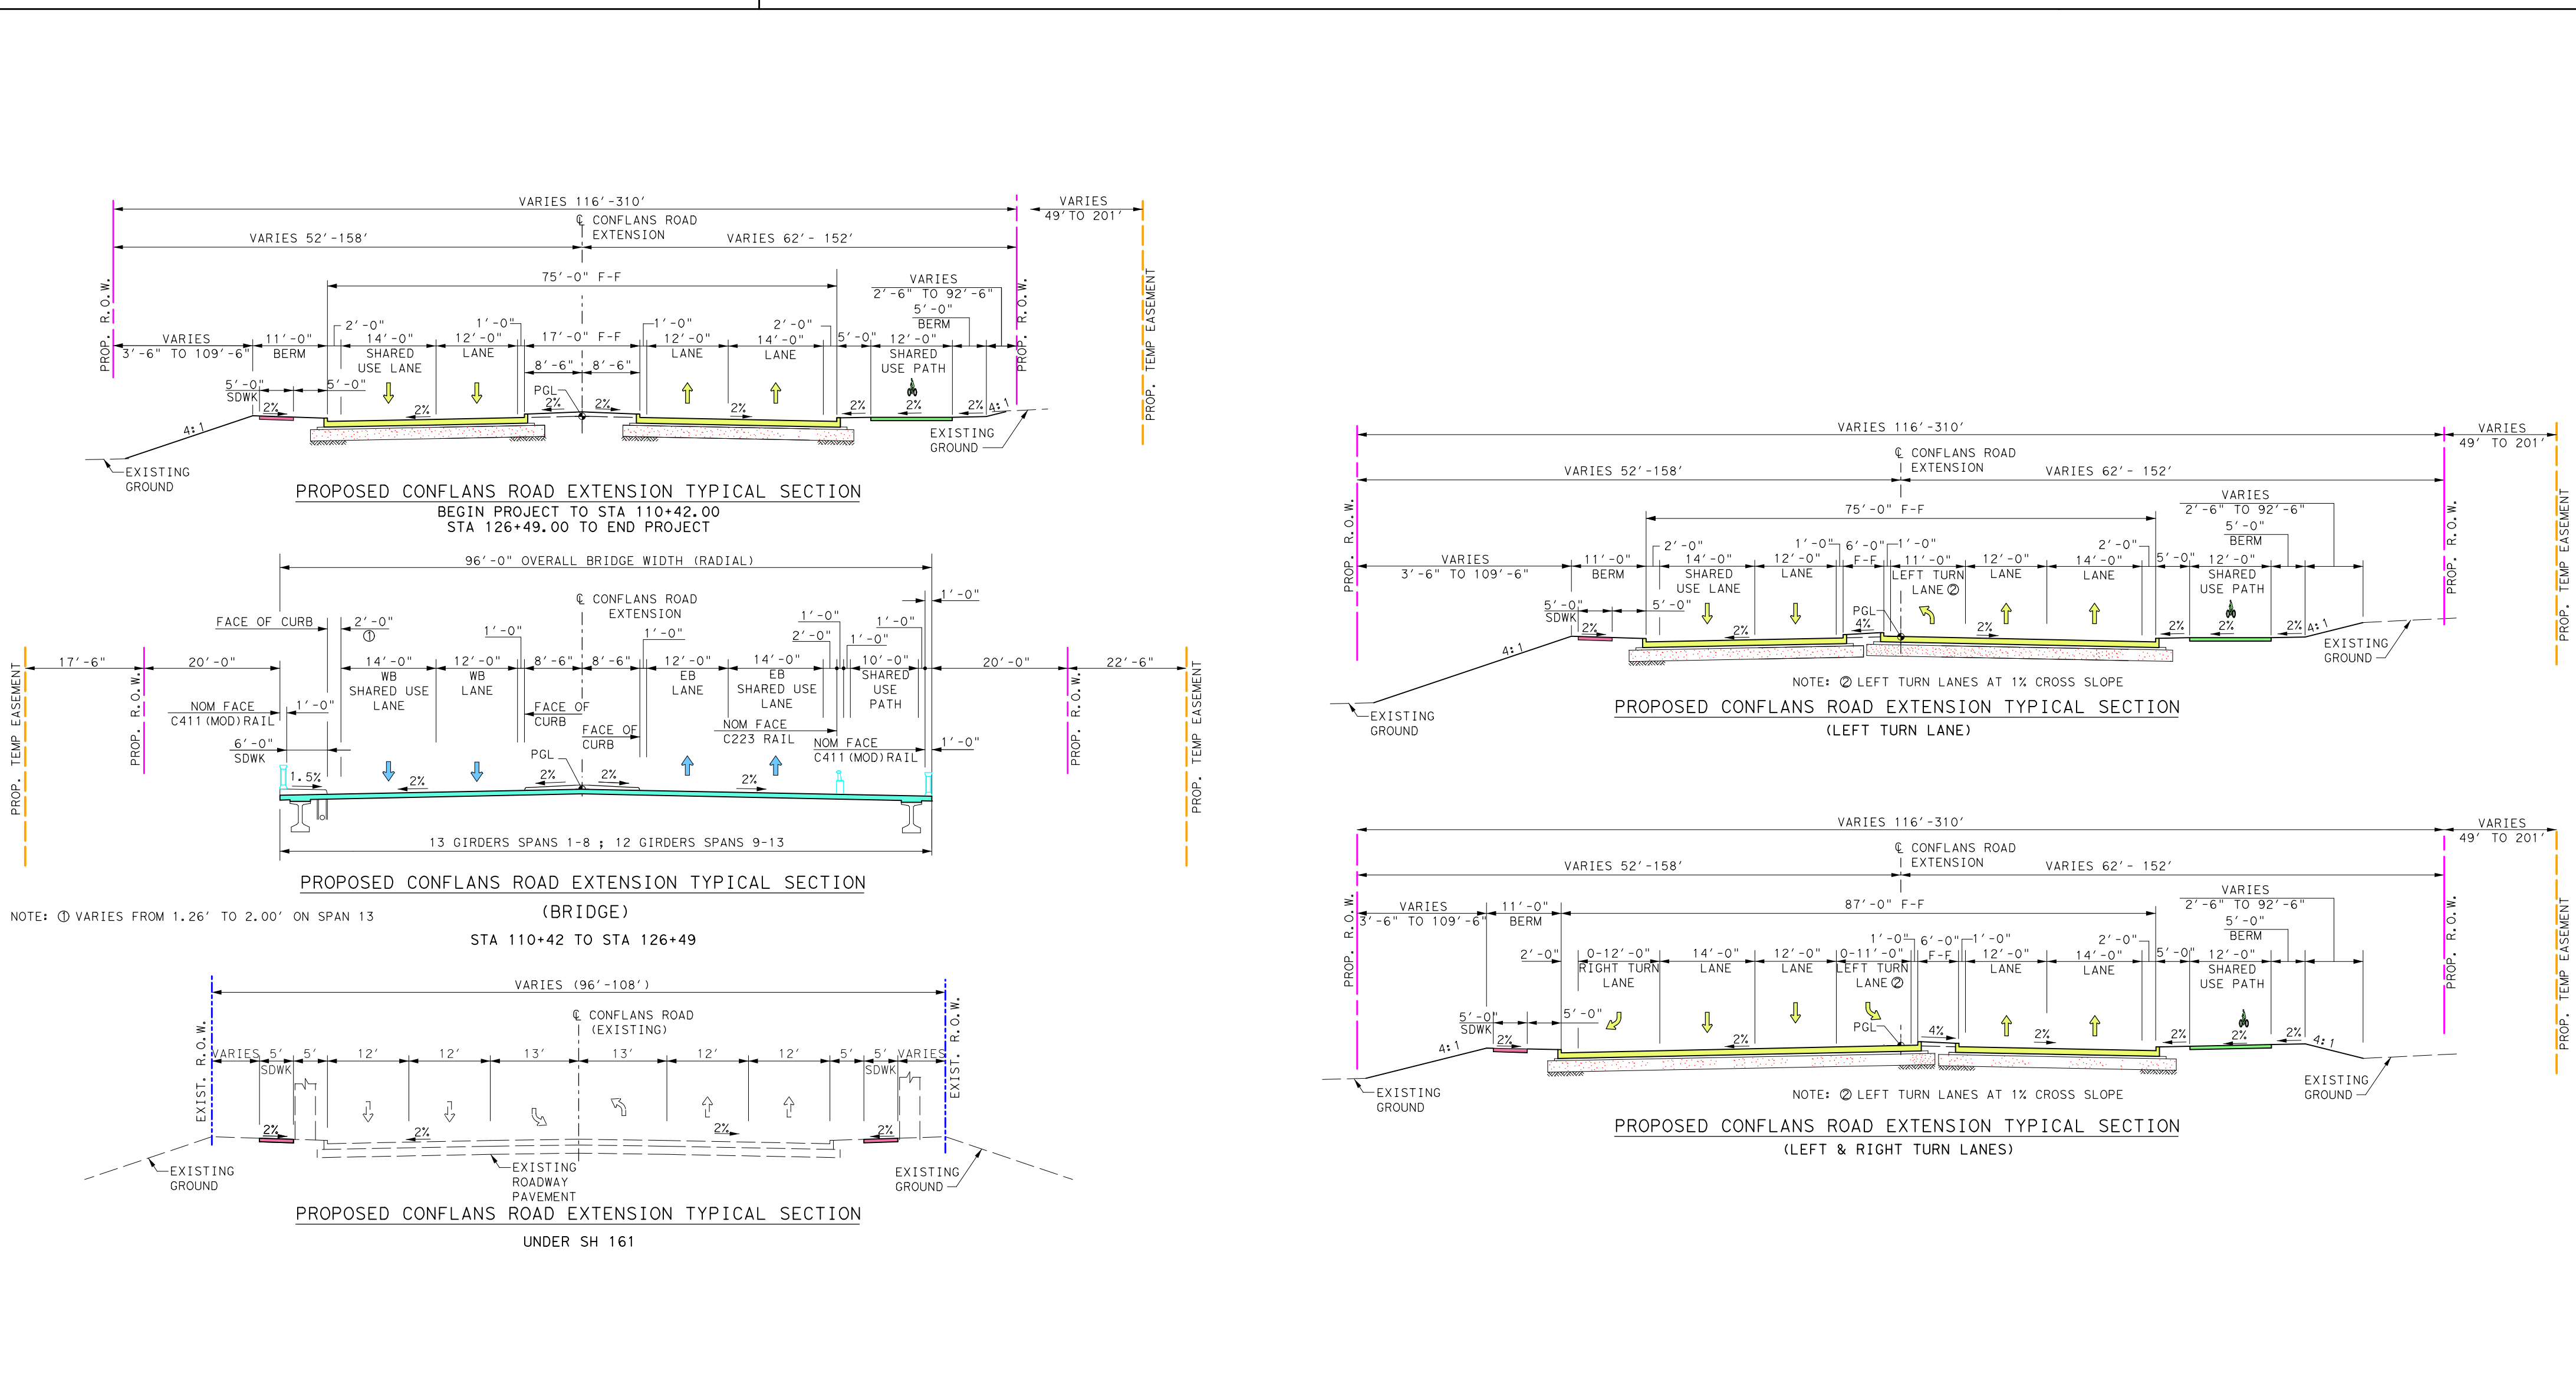 VARIES 116'-310'
VARIES
49'TO 201'
℄ CONFLANS ROAD
EXTENSION
VARIES 52'-158'
VARIES 62'- 152'
75'-0" F-F
VARIES
2'-6" TO 92'-6"
5'-0"
BERM
PROP. R.O.W.
PROP. R.O.W.
PROP. TEMP EASEMENT
VARIES
3'-6" TO 109'-6"
11'-0"
BERM
2'-0"
14'-0"
SHARED
USE LANE
12'-0"
LANE
1'-0"
17'-0" F-F
8'-6"
8'-6"
1'-0"
12'-0"
LANE
2'-0"
14'-0"
LANE
5'-0"
12'-0"
SHARED
USE PATH
5'-0"
SDWK
5'-0"
PGL
2%
2%
2%
2%
2%
2%
2%
2%
4:1
4:1
EXISTING
GROUND
EXISTING
GROUND
PROPOSED CONFLANS ROAD EXTENSION TYPICAL SECTION
BEGIN PROJECT TO STA 110+42.00
STA 126+49.00 TO END PROJECT
96'-0" OVERALL BRIDGE WIDTH (RADIAL)
℄ CONFLANS ROAD
EXTENSION
1'-0"
FACE OF CURB
2'-0"
①
1'-0"
1'-0"
1'-0"
2'-0"
1'-0"
1'-0"
PROP. TEMP EASEMENT
17'-6"
PROP. R.O.W.
20'-0"
14'-0"
WB
SHARED USE
LANE
12'-0"
WB
LANE
8'-6"
8'-6"
12'-0"
EB
LANE
14'-0"
EB
SHARED USE
LANE
10'-0"
SHARED
USE
PATH
20'-0"
PROP. R.O.W.
22'-6"
PROP. TEMP EASEMENT
NOM FACE
C411(MOD)RAIL
1'-0"
6'-0"
SDWK
FACE OF
CURB
FACE OF
CURB
NOM FACE
C223 RAIL
NOM FACE
C411(MOD)RAIL
1'-0"
PGL
1.5%
2%
2%
2%
2%
13 GIRDERS SPANS 1-8 ; 12 GIRDERS SPANS 9-13
PROPOSED CONFLANS ROAD EXTENSION TYPICAL SECTION
(BRIDGE)
NOTE: ① VARIES FROM 1.26' TO 2.00' ON SPAN 13
STA 110+42 TO STA 126+49
VARIES (96'-108')
℄ CONFLANS ROAD
(EXISTING)
EXIST. R.O.W.
EXIST. R.O.W.
VARIES
5'
SDWK
5'
12'
12'
13'
13'
12'
12'
5'
5'
SDWK
VARIES
2%
2%
2%
2%
EXISTING
GROUND
EXISTING
ROADWAY
PAVEMENT
EXISTING
GROUND
PROPOSED CONFLANS ROAD EXTENSION TYPICAL SECTION
UNDER SH 161
VARIES 116'-310'
VARIES
49' TO 201'
℄ CONFLANS ROAD
EXTENSION
VARIES 52'-158'
VARIES 62'- 152'
75'-0" F-F
VARIES
2'-6" TO 92'-6"
5'-0"
BERM
PROP. R.O.W.
PROP. R.O.W.
PROP. TEMP EASEMENT
VARIES
3'-6" TO 109'-6"
11'-0"
BERM
2'-0"
14'-0"
SHARED
USE LANE
12'-0"
LANE
1'-0"
6'-0"
F-F
1'-0"
11'-0"
LEFT TURN
LANE②
12'-0"
LANE
2'-0"
14'-0"
LANE
5'-0"
12'-0"
SHARED
USE PATH
5'-0"
SDWK
5'-0"
PGL
2%
2%
4%
2%
2%
2%
2%
4:1
4:1
EXISTING
GROUND
EXISTING
GROUND
NOTE: ② LEFT TURN LANES AT 1% CROSS SLOPE
PROPOSED CONFLANS ROAD EXTENSION TYPICAL SECTION
(LEFT TURN LANE)
VARIES 116'-310'
VARIES
49' TO 201'
℄ CONFLANS ROAD
EXTENSION
VARIES 52'-158'
VARIES 62'- 152'
VARIES
3'-6" TO 109'-6"
11'-0"
BERM
87'-0" F-F
VARIES
2'-6" TO 92'-6"
5'-0"
BERM
PROP. R.O.W.
PROP. R.O.W.
PROP. TEMP EASEMENT
2'-0"
0-12'-0"
RIGHT TURN
LANE
14'-0"
LANE
12'-0"
LANE
0-11'-0"
LEFT TURN
LANE②
1'-0"
6'-0"
F-F
1'-0"
12'-0"
LANE
2'-0"
14'-0"
LANE
5'-0"
12'-0"
SHARED
USE PATH
5'-0"
SDWK
5'-0"
PGL
2%
2%
4%
2%
2%
2%
2%
4:1
4:1
EXISTING
GROUND
EXISTING
GROUND
NOTE: ② LEFT TURN LANES AT 1% CROSS SLOPE
PROPOSED CONFLANS ROAD EXTENSION TYPICAL SECTION
(LEFT & RIGHT TURN LANES)